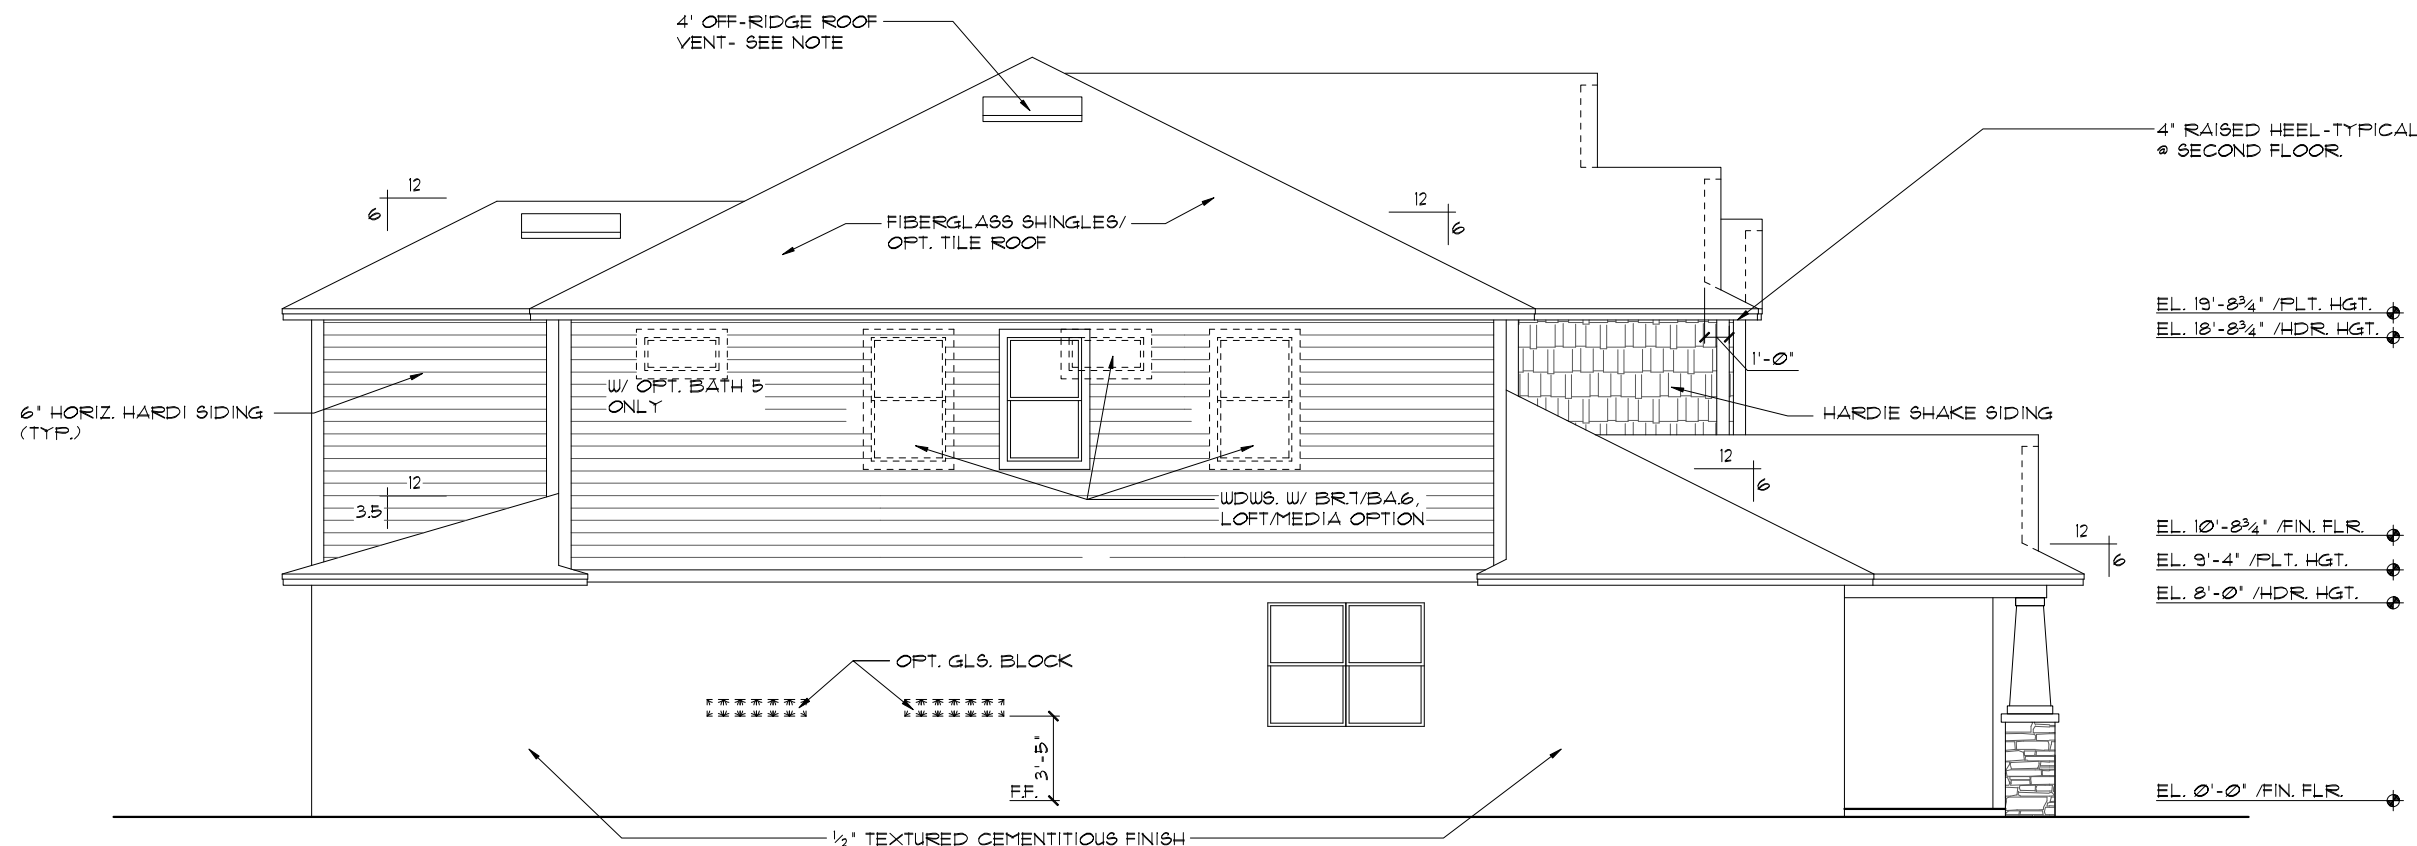 4' OFF-RIDGE ROOF
VENT- SEE NOTE
4" RAISED HEEL-TYPICAL
@ SECOND FLOOR.
12
6
12
6
FIBERGLASS SHINGLES/
OPT. TILE ROOF
EL. 19'-8¾" /PLT. HGT.
EL. 18'-8¾" /HDR. HGT.
1'-0"
W/ OPT. BATH 5
ONLY
6" HORIZ. HARDI SIDING
(TYP.)
HARDIE SHAKE SIDING
12
6
12
3.5
WDWS. W/ BR.7/BA.6,
LOFT/MEDIA OPTION
EL. 10'-8¾" /FIN. FLR.
12
6
EL. 9'-4" /PLT. HGT.
EL. 8'-0" /HDR. HGT.
OPT. GLS. BLOCK
3'-5"
F.F.
EL. 0'-0" /FIN. FLR.
½" TEXTURED CEMENTITIOUS FINISH